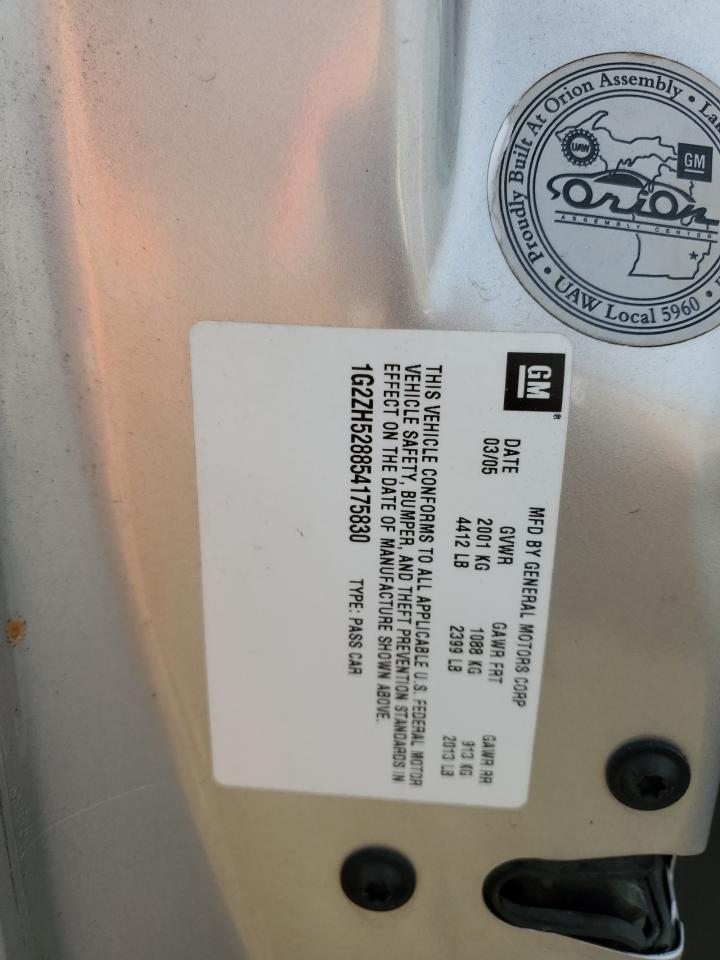 Proudly Built At Orion Assembly •
UAW
GM
Orion
ASSEMBLY CENTER
• UAW Local 5960 •
GM®
MFD BY GENERAL MOTORS CORP
DATE GVWR GAWR FRT GAWR RR
03/05 2001 KG 1088 KG 913 KG
4412 LB 2399 LB 2013 LB
THIS VEHICLE CONFORMS TO ALL APPLICABLE U.S. FEDERAL MOTOR
VEHICLE SAFETY, BUMPER, AND THEFT PREVENTION STANDARDS IN
EFFECT ON THE DATE OF MANUFACTURE SHOWN ABOVE.
1G2ZH528854175830 TYPE: PASS CAR